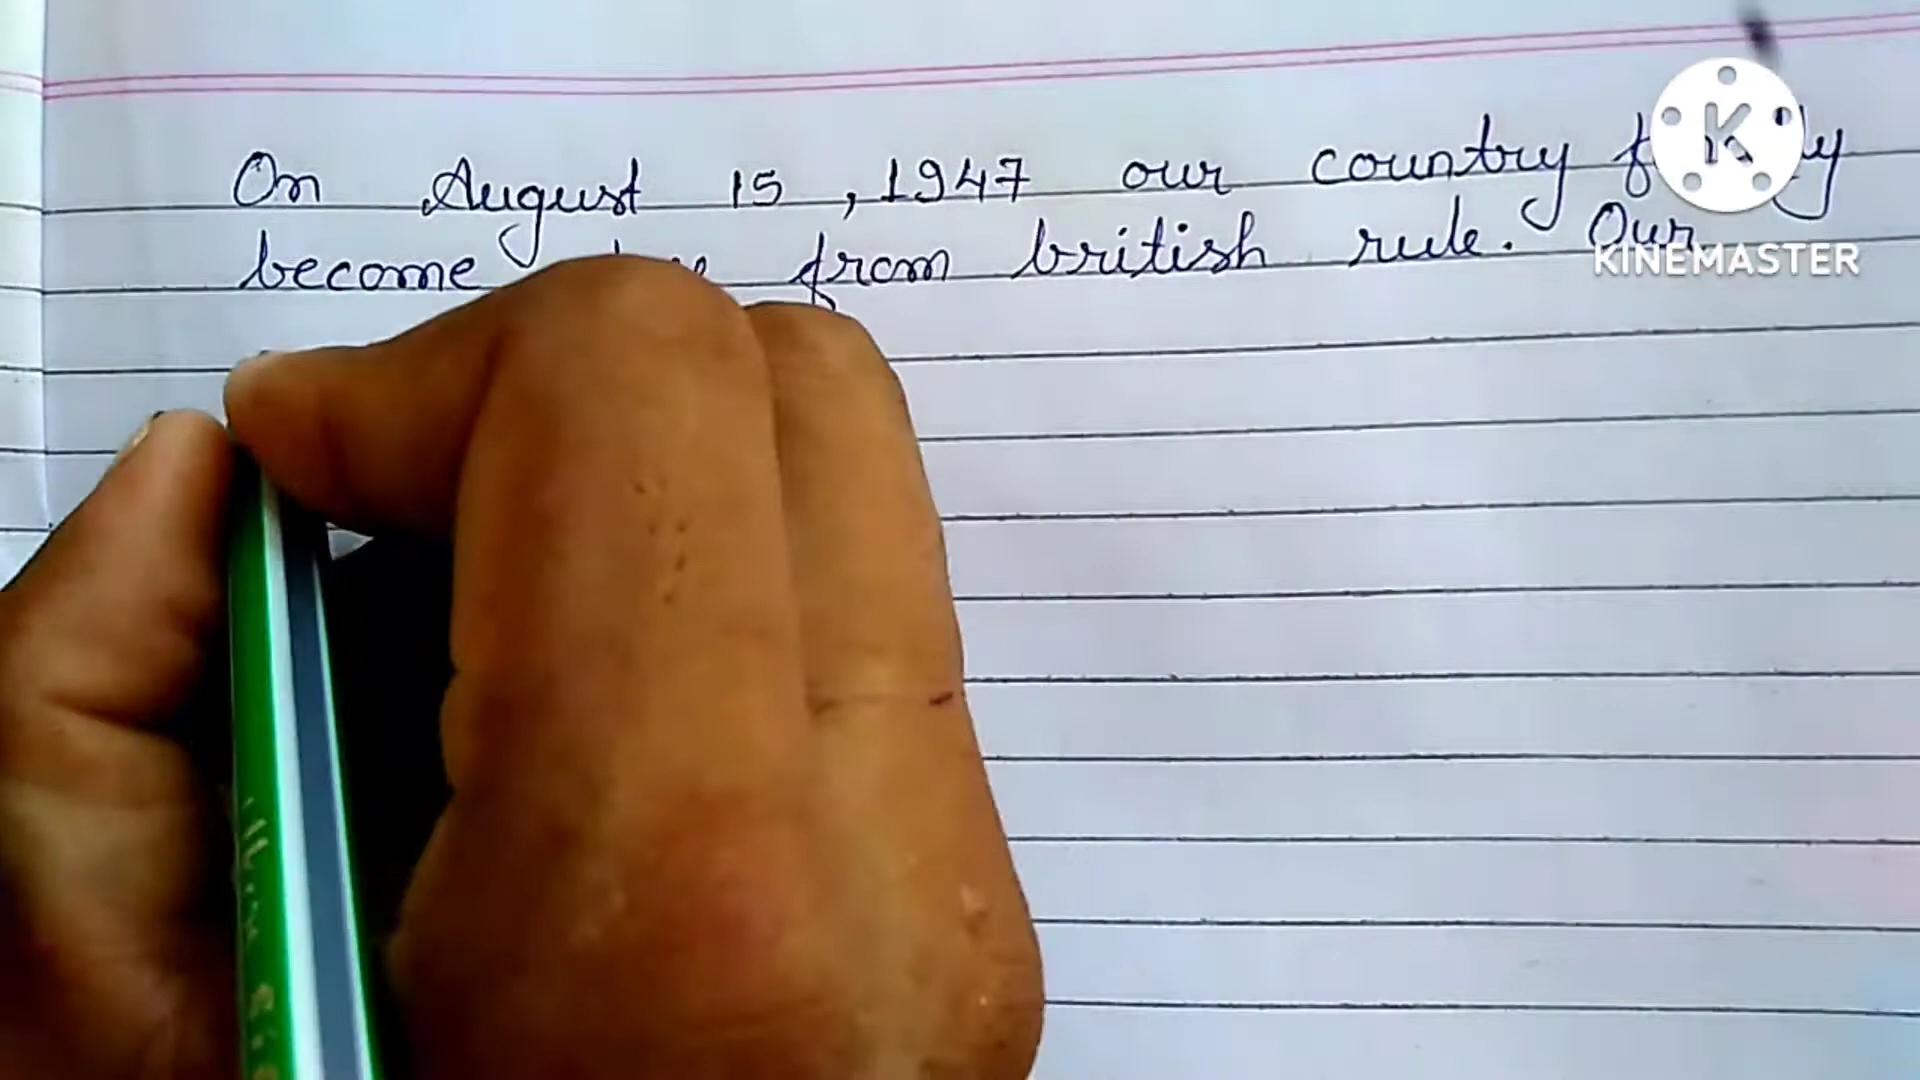 On August 15 , 1947 our country
become from british rule. Our
K
KINEMASTER